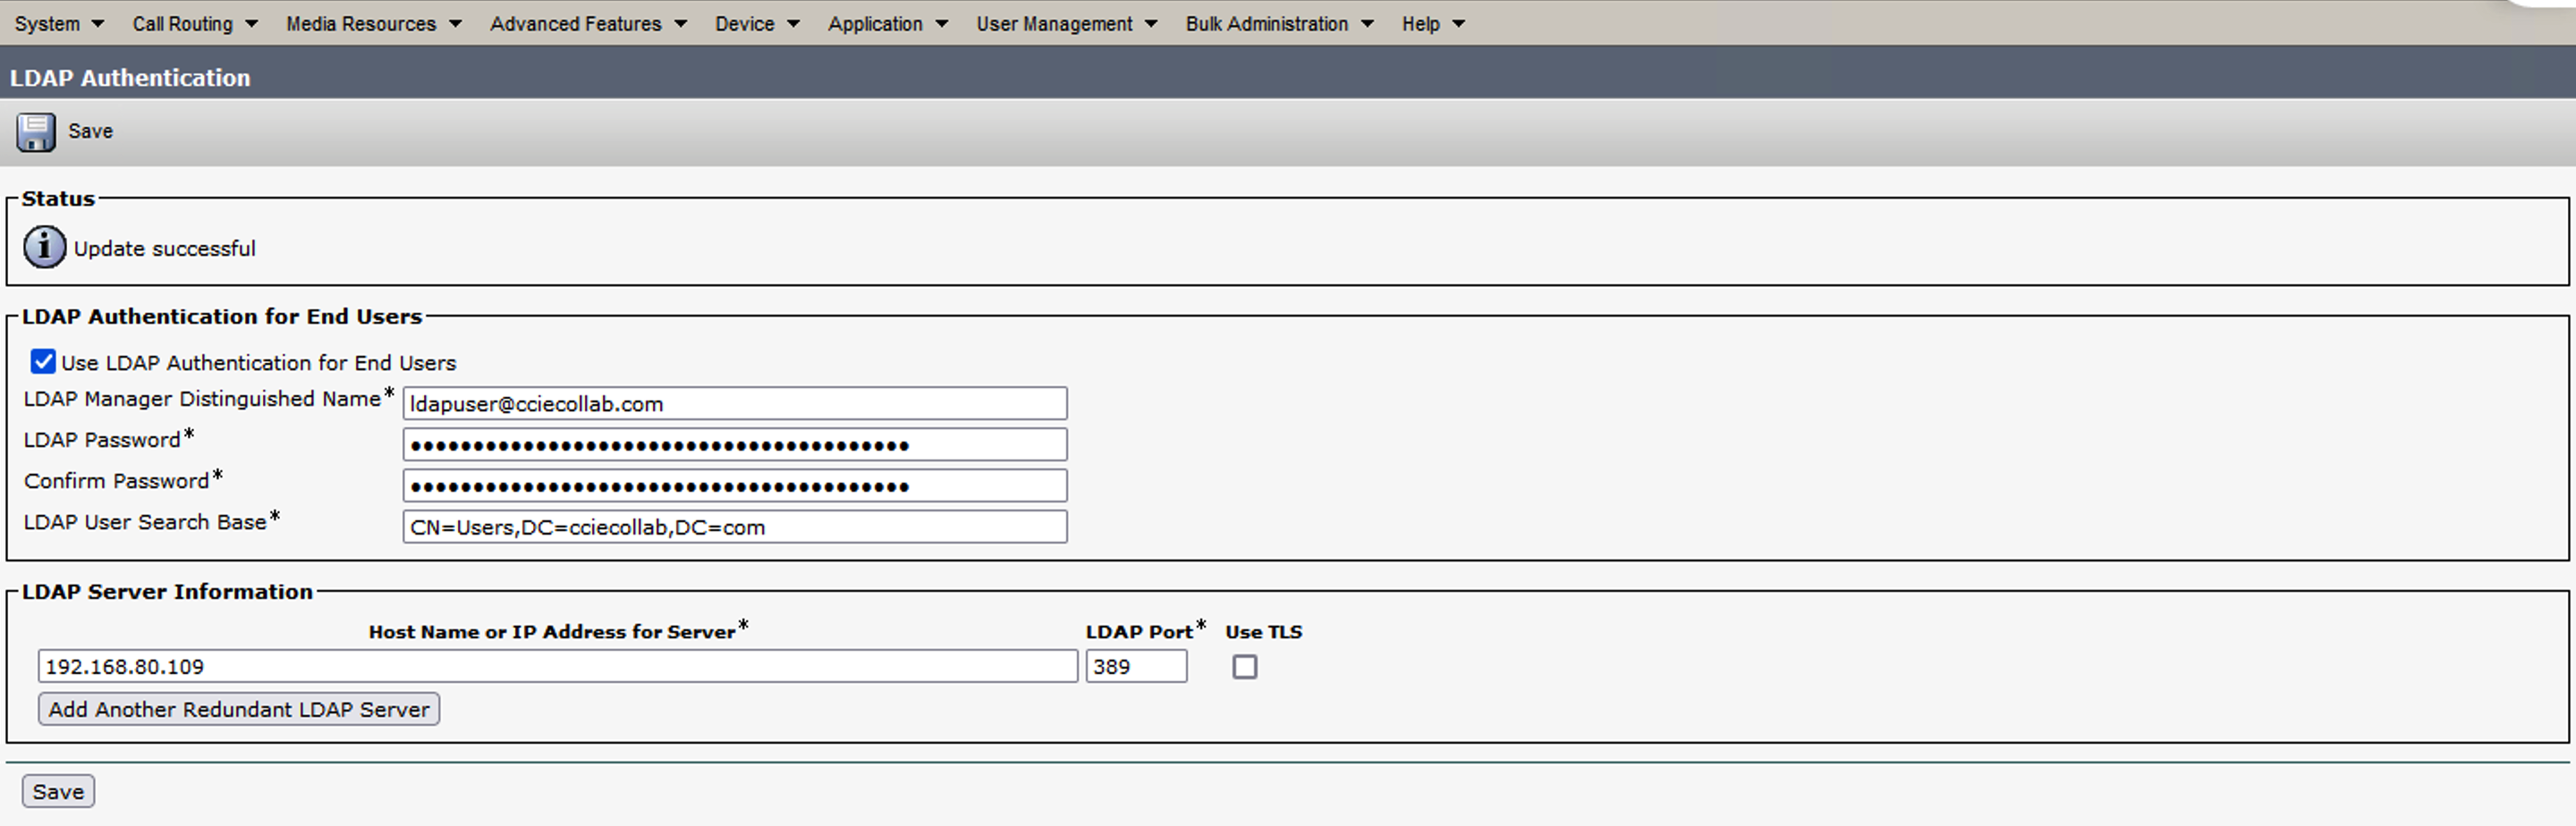 System Call Routing Media Resources Advanced Features Device Application User Management Bulk Administration Help
LDAP Authentication
Save
Status
Update successful
LDAP Authentication for End Users
Use LDAP Authentication for End Users
LDAP Manager Distinguished Name* ldapuser@cciecollab.com
LDAP Password* ••••••••••••••••••••••••••••••••••••••••
Confirm Password* ••••••••••••••••••••••••••••••••••••••••
LDAP User Search Base* CN=Users,DC=cciecollab,DC=com
LDAP Server Information
Host Name or IP Address for Server* LDAP Port* Use TLS
192.168.80.109 389
Add Another Redundant LDAP Server
Save